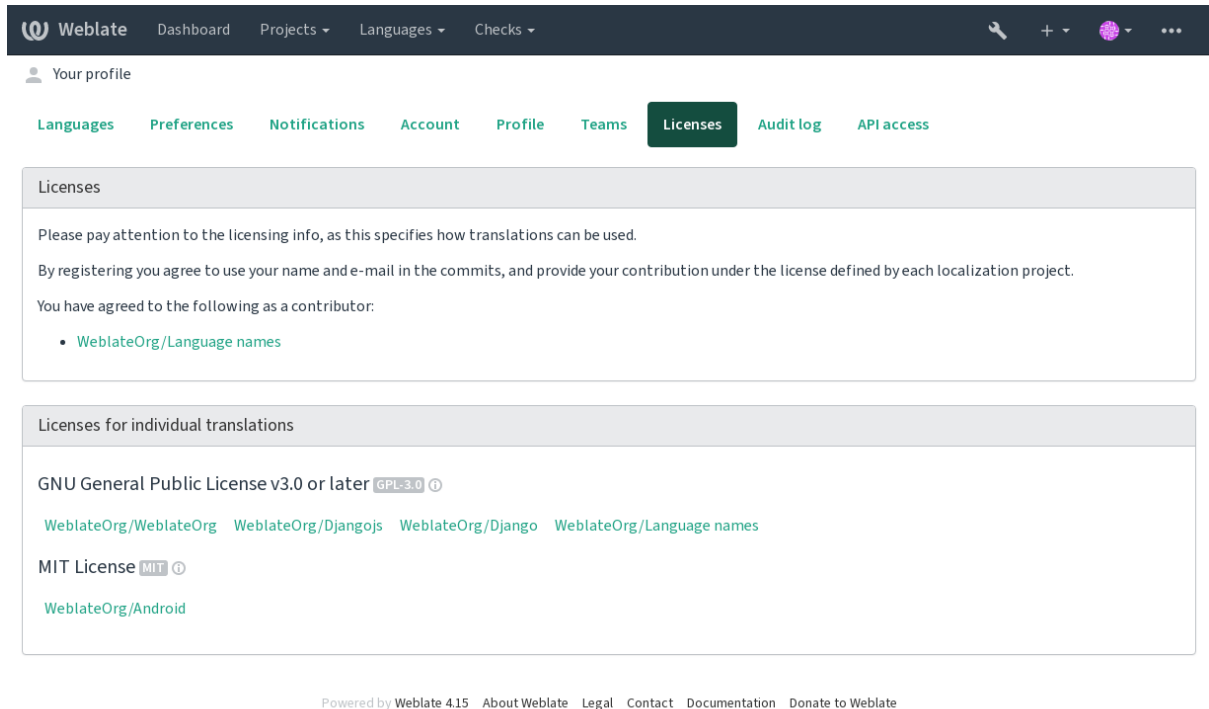 Weblate Dashboard Projects Languages Checks
Your profile
Languages Preferences Notifications Account Profile Teams Licenses Audit log API access
Licenses
Please pay attention to the licensing info, as this specifies how translations can be used.
By registering you agree to use your name and e-mail in the commits, and provide your contribution under the license defined by each localization project.
You have agreed to the following as a contributor:
• WeblateOrg/Language names
Licenses for individual translations
GNU General Public License v3.0 or later GPL-3.0
WeblateOrg/WeblateOrg WeblateOrg/Djangojs WeblateOrg/Django WeblateOrg/Language names
MIT License MIT
WeblateOrg/Android
Powered by Weblate 4.15 About Weblate Legal Contact Documentation Donate to Weblate